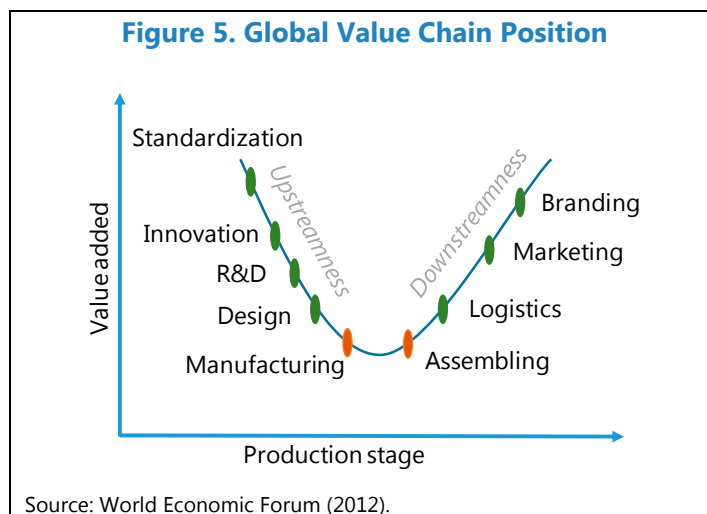 Figure 5. Global Value Chain Position
Standardization
Upstreamness
Downstreamness
Branding
Innovation
Marketing
R&D
Design
Logistics
Manufacturing
Assembling
Value added
Production stage
Source: World Economic Forum (2012).